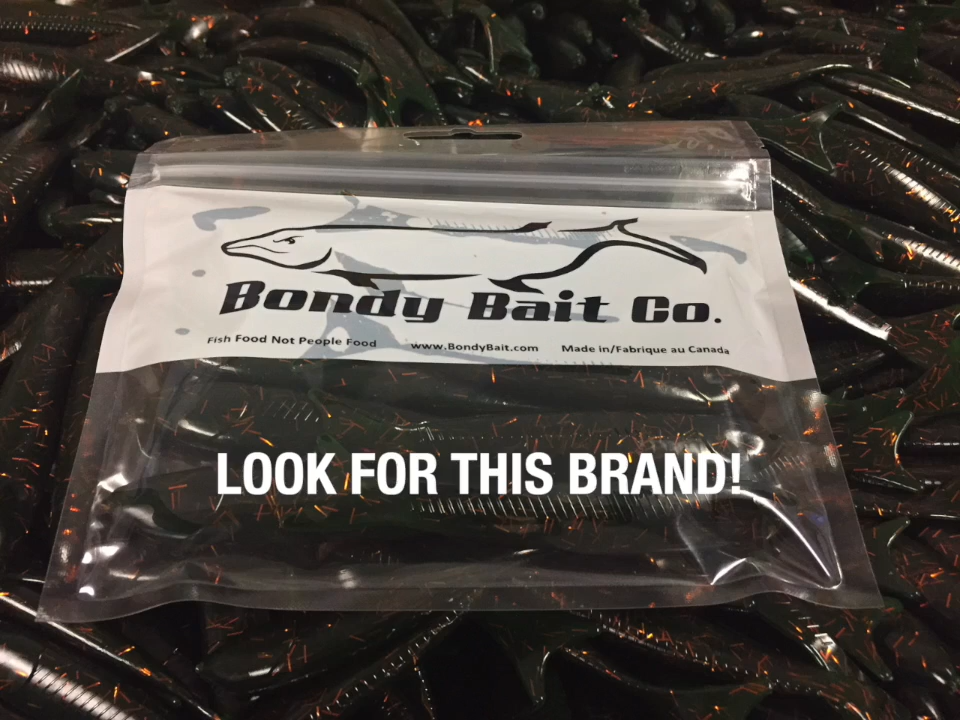 Bondy Bait Co.
Fish Food Not People Food www.BondyBait.com Made in/Fabrique au Canada
LOOK FOR THIS BRAND!